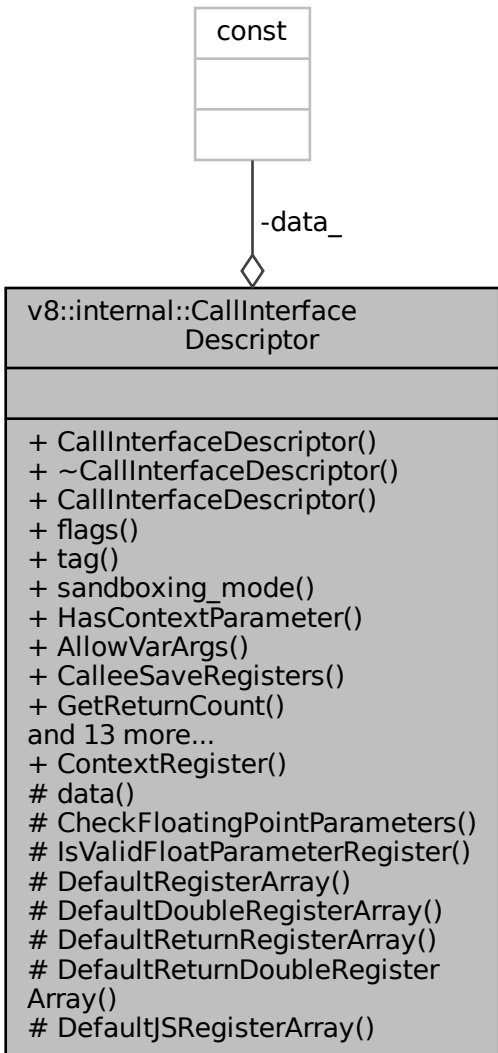 const
-data_
v8::internal::CallInterface
Descriptor
+ CallInterfaceDescriptor()
+ ~CallInterfaceDescriptor()
+ CallInterfaceDescriptor()
+ flags()
+ tag()
+ sandboxing_mode()
+ HasContextParameter()
+ AllowVarArgs()
+ CalleeSaveRegisters()
+ GetReturnCount()
and 13 more...
+ ContextRegister()
# data()
# CheckFloatingPointParameters()
# IsValidFloatParameterRegister()
# DefaultRegisterArray()
# DefaultDoubleRegisterArray()
# DefaultReturnRegisterArray()
# DefaultReturnDoubleRegister
Array()
# DefaultJSRegisterArray()